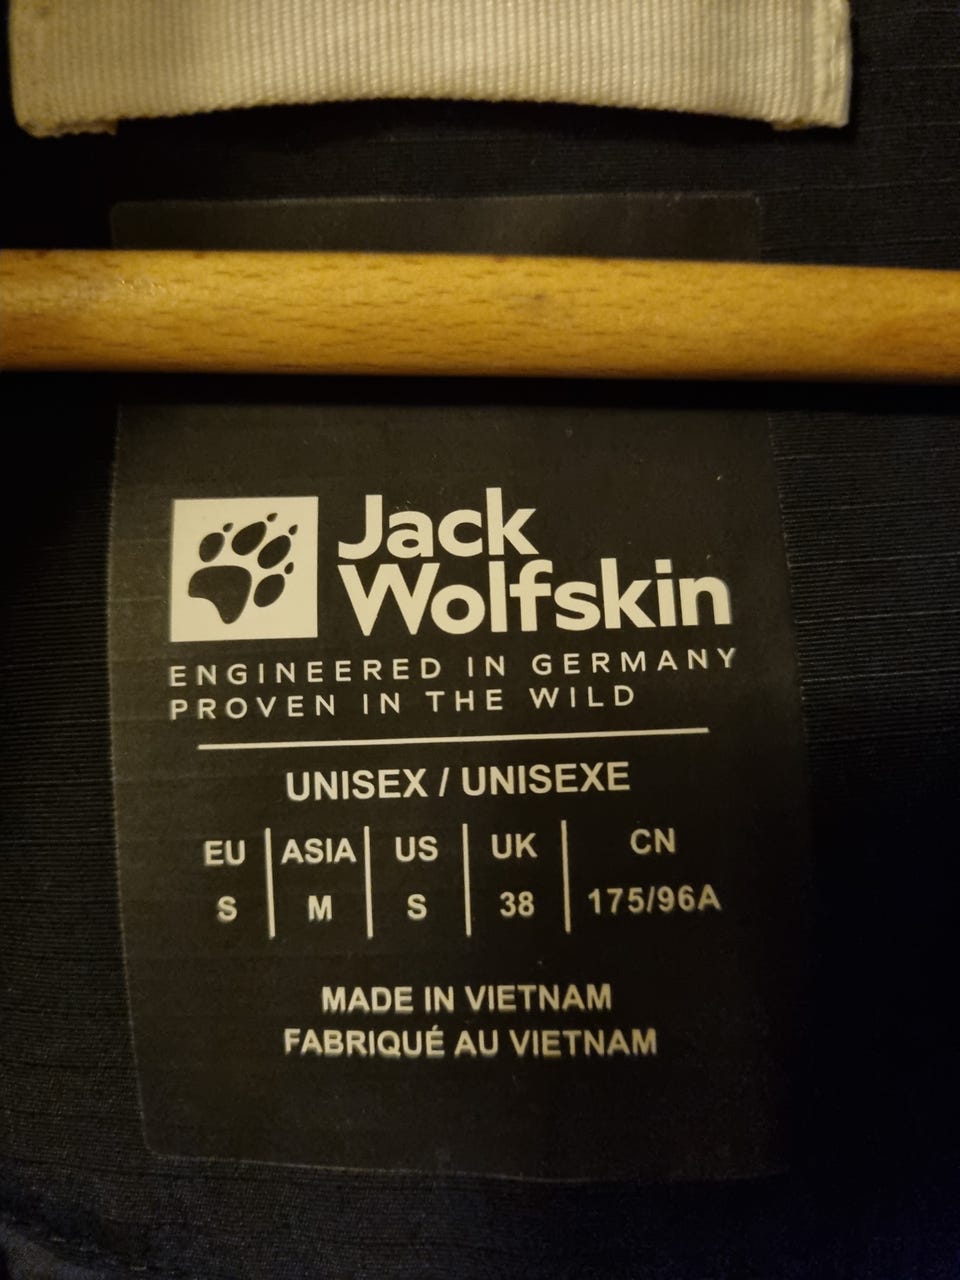 Jack
Wolfskin
ENGINEERED IN GERMANY
PROVEN IN THE WILD
UNISEX / UNISEXE
EU ASIA US UK CN
S M S 38 175/96A
MADE IN VIETNAM
FABRIQUÉ AU VIETNAM